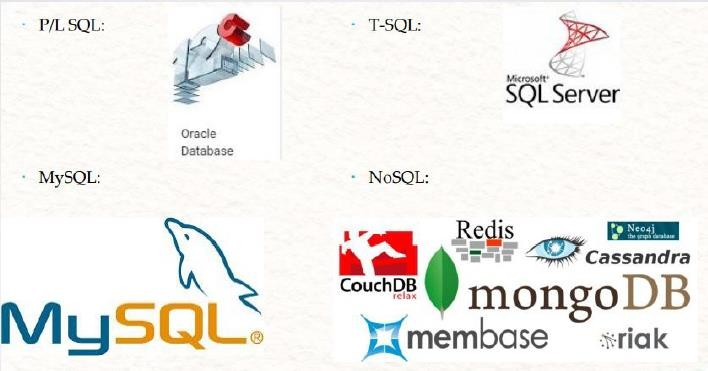 P/L SQL:
Oracle
Database
T-SQL:
Microsoft®
SQL Server
MySQL:
MySQL®
NoSQL:
CouchDB
relax
Redis
Neo4j
the graph database
Cassandra
mongoDB
membase
riak